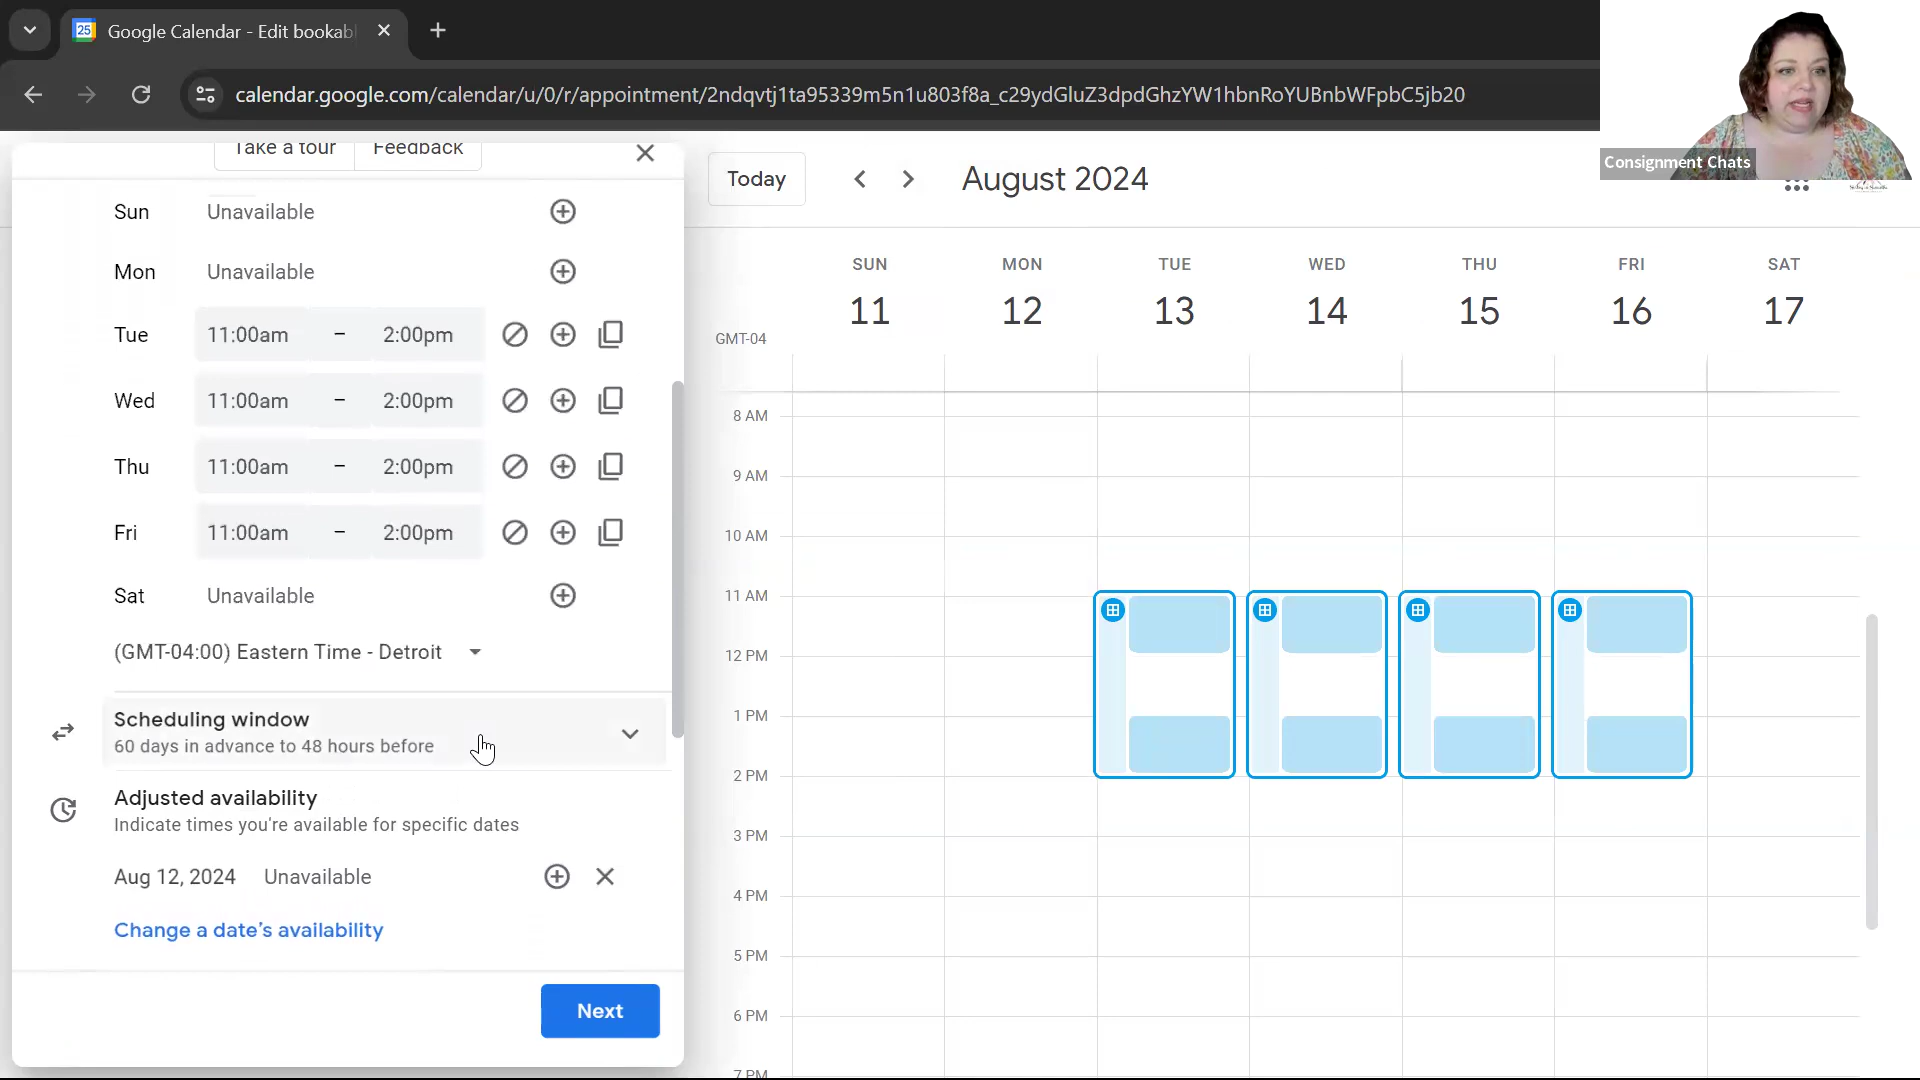 Google Calendar - Edit bookabl
calendar.google.com/calendar/u/0/r/appointment/2ndqvtj1ta95339m5n1u803f8a_c29ydGluZ3dpdGhzYW1hbnRoYUBnbWFpbC5jb20
Consignment Chats
Take a tour
Feedback
Sun Unavailable
Mon Unavailable
Tue 11:00am – 2:00pm
Wed 11:00am – 2:00pm
Thu 11:00am – 2:00pm
Fri 11:00am – 2:00pm
Sat Unavailable
(GMT-04:00) Eastern Time - Detroit
Scheduling window
60 days in advance to 48 hours before
Adjusted availability
Indicate times you're available for specific dates
Aug 12, 2024 Unavailable
Change a date’s availability
Next
Today
August 2024
SUN MON TUE WED THU FRI SAT
11 12 13 14 15 16 17
GMT-04
8 AM
9 AM
10 AM
11 AM
12 PM
1 PM
2 PM
3 PM
4 PM
5 PM
6 PM
7 PM
25